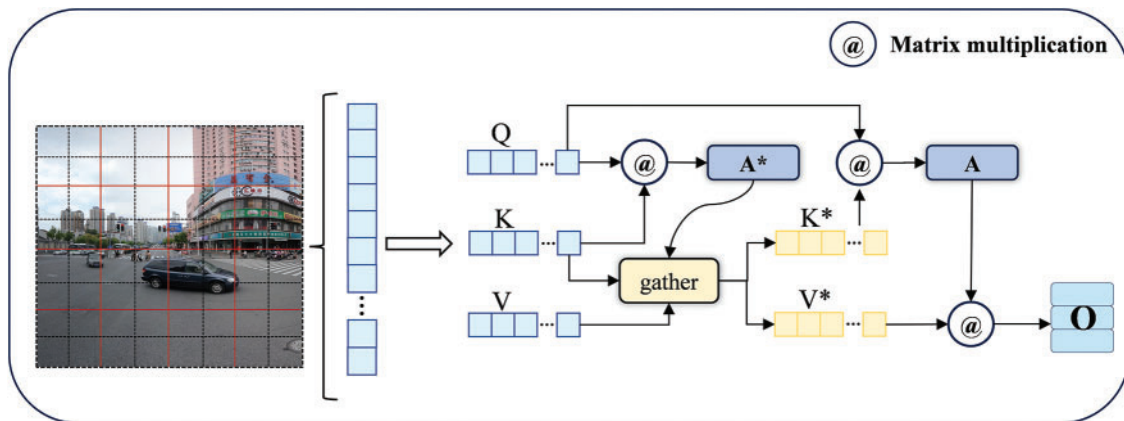 @ Matrix multiplication
Q
@
A*
@
A
K
K*
gather
V
V*
@
O